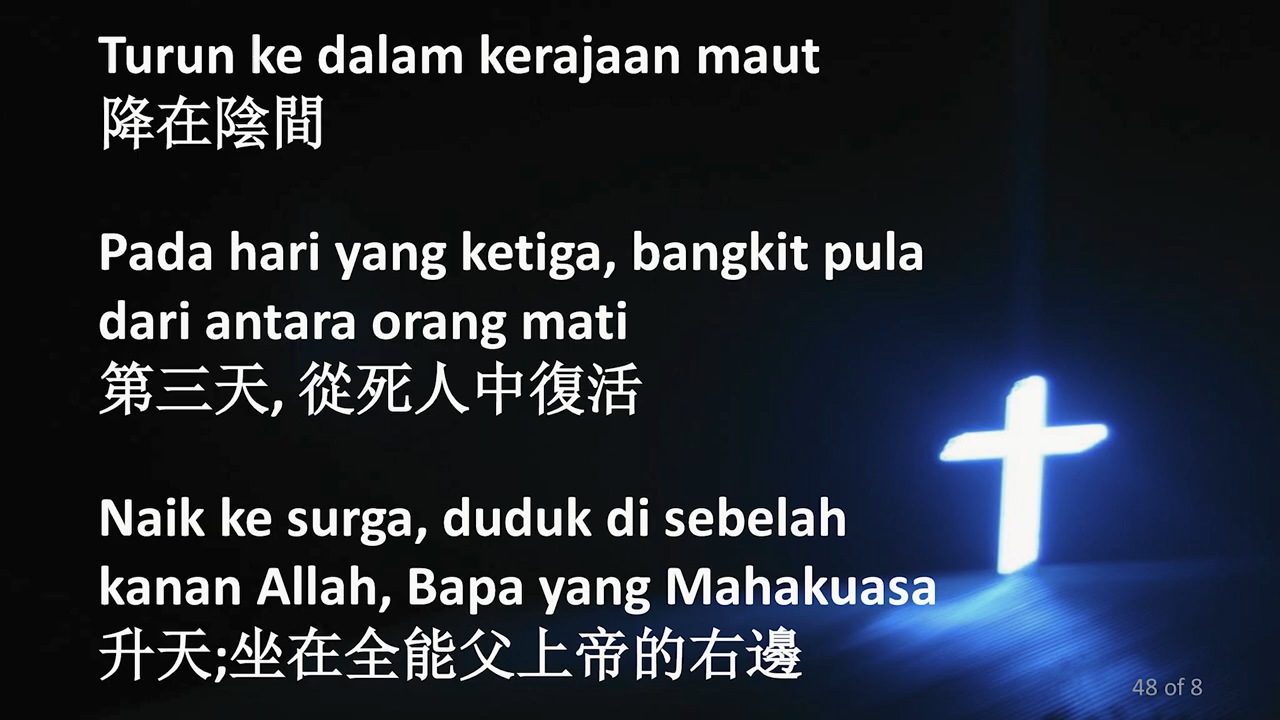 Turun ke dalam kerajaan maut
降在陰間
Pada hari yang ketiga, bangkit pula
dari antara orang mati
第三天, 從死人中復活
Naik ke surga, duduk di sebelah
kanan Allah, Bapa yang Mahakuasa
升天;坐在全能父上帝的右邊
48 of 8